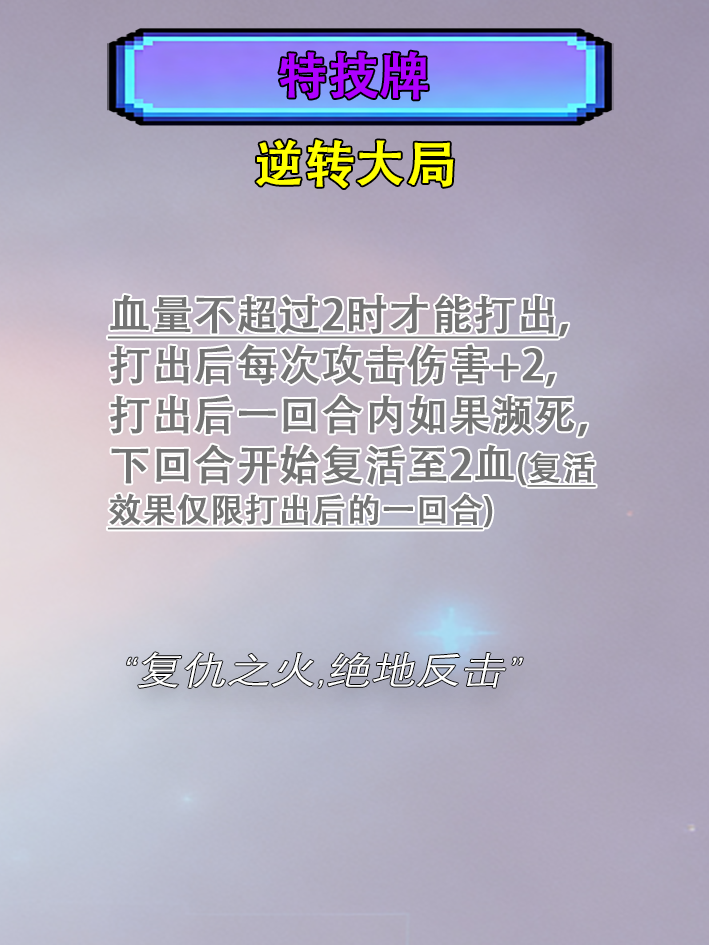 特技牌
逆转大局
血量不超过2时才能打出,
打出后每次攻击伤害+2,
打出后一回合内如果濒死,
下回合开始复活至2血(复活
效果仅限打出后的一回合)
“复仇之火,绝地反击”